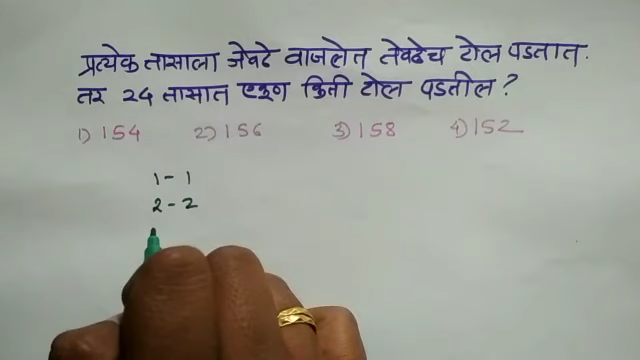 प्रत्येक तासाला जेवढे वाजलेत तेवढेच टोल पडतात.
तर 24 तासात एकूण किती टोल पडतील ?
1) 154 2) 156 3) 158 4) 152
1 - 1
2 - 2